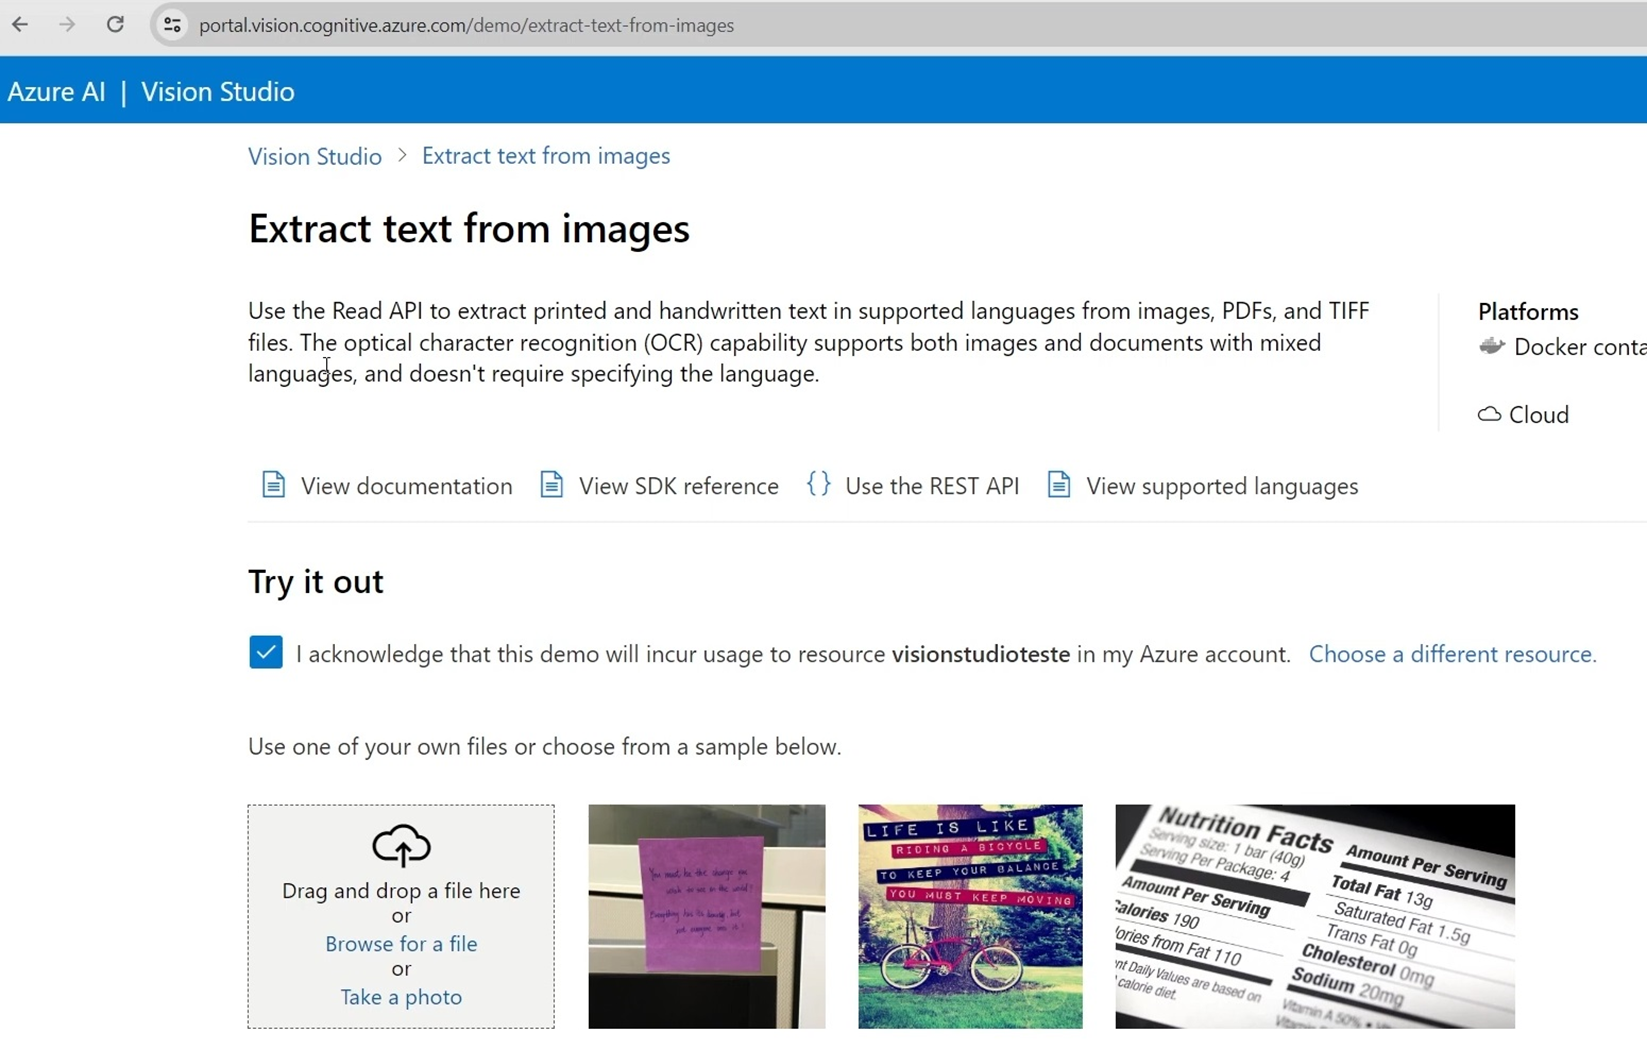 portal.vision.cognitive.azure.com/demo/extract-text-from-images
Azure AI | Vision Studio
Vision Studio > Extract text from images
Extract text from images
Use the Read API to extract printed and handwritten text in supported languages from images, PDFs, and TIFF
files. The optical character recognition (OCR) capability supports both images and documents with mixed
languages, and doesn't require specifying the language.
Platforms
Docker conta
Cloud
View documentation
View SDK reference
{} Use the REST API
View supported languages
Try it out
I acknowledge that this demo will incur usage to resource visionstudioteste in my Azure account. Choose a different resource.
Use one of your own files or choose from a sample below.
Drag and drop a file here
or
Browse for a file
or
Take a photo
You must be the change you
wish to see in the world!
Everything has its beauty, but
not everyone sees it!
LIFE IS LIKE
RIDING A BICYCLE
TO KEEP YOUR BALANCE
YOU MUST KEEP MOVING
Nutrition Facts
Serving size: 1 bar (40g)
Serving Per Package: 4
Amount Per Serving
alories 190
lories from Fat 110
nt Daily Values are based on
calorie diet.
Amount Per Serving
Total Fat 13g
Saturated Fat 1.5g
Trans Fat 0g
Cholesterol 0mg
Sodium 20mg
Vitamin A 50%